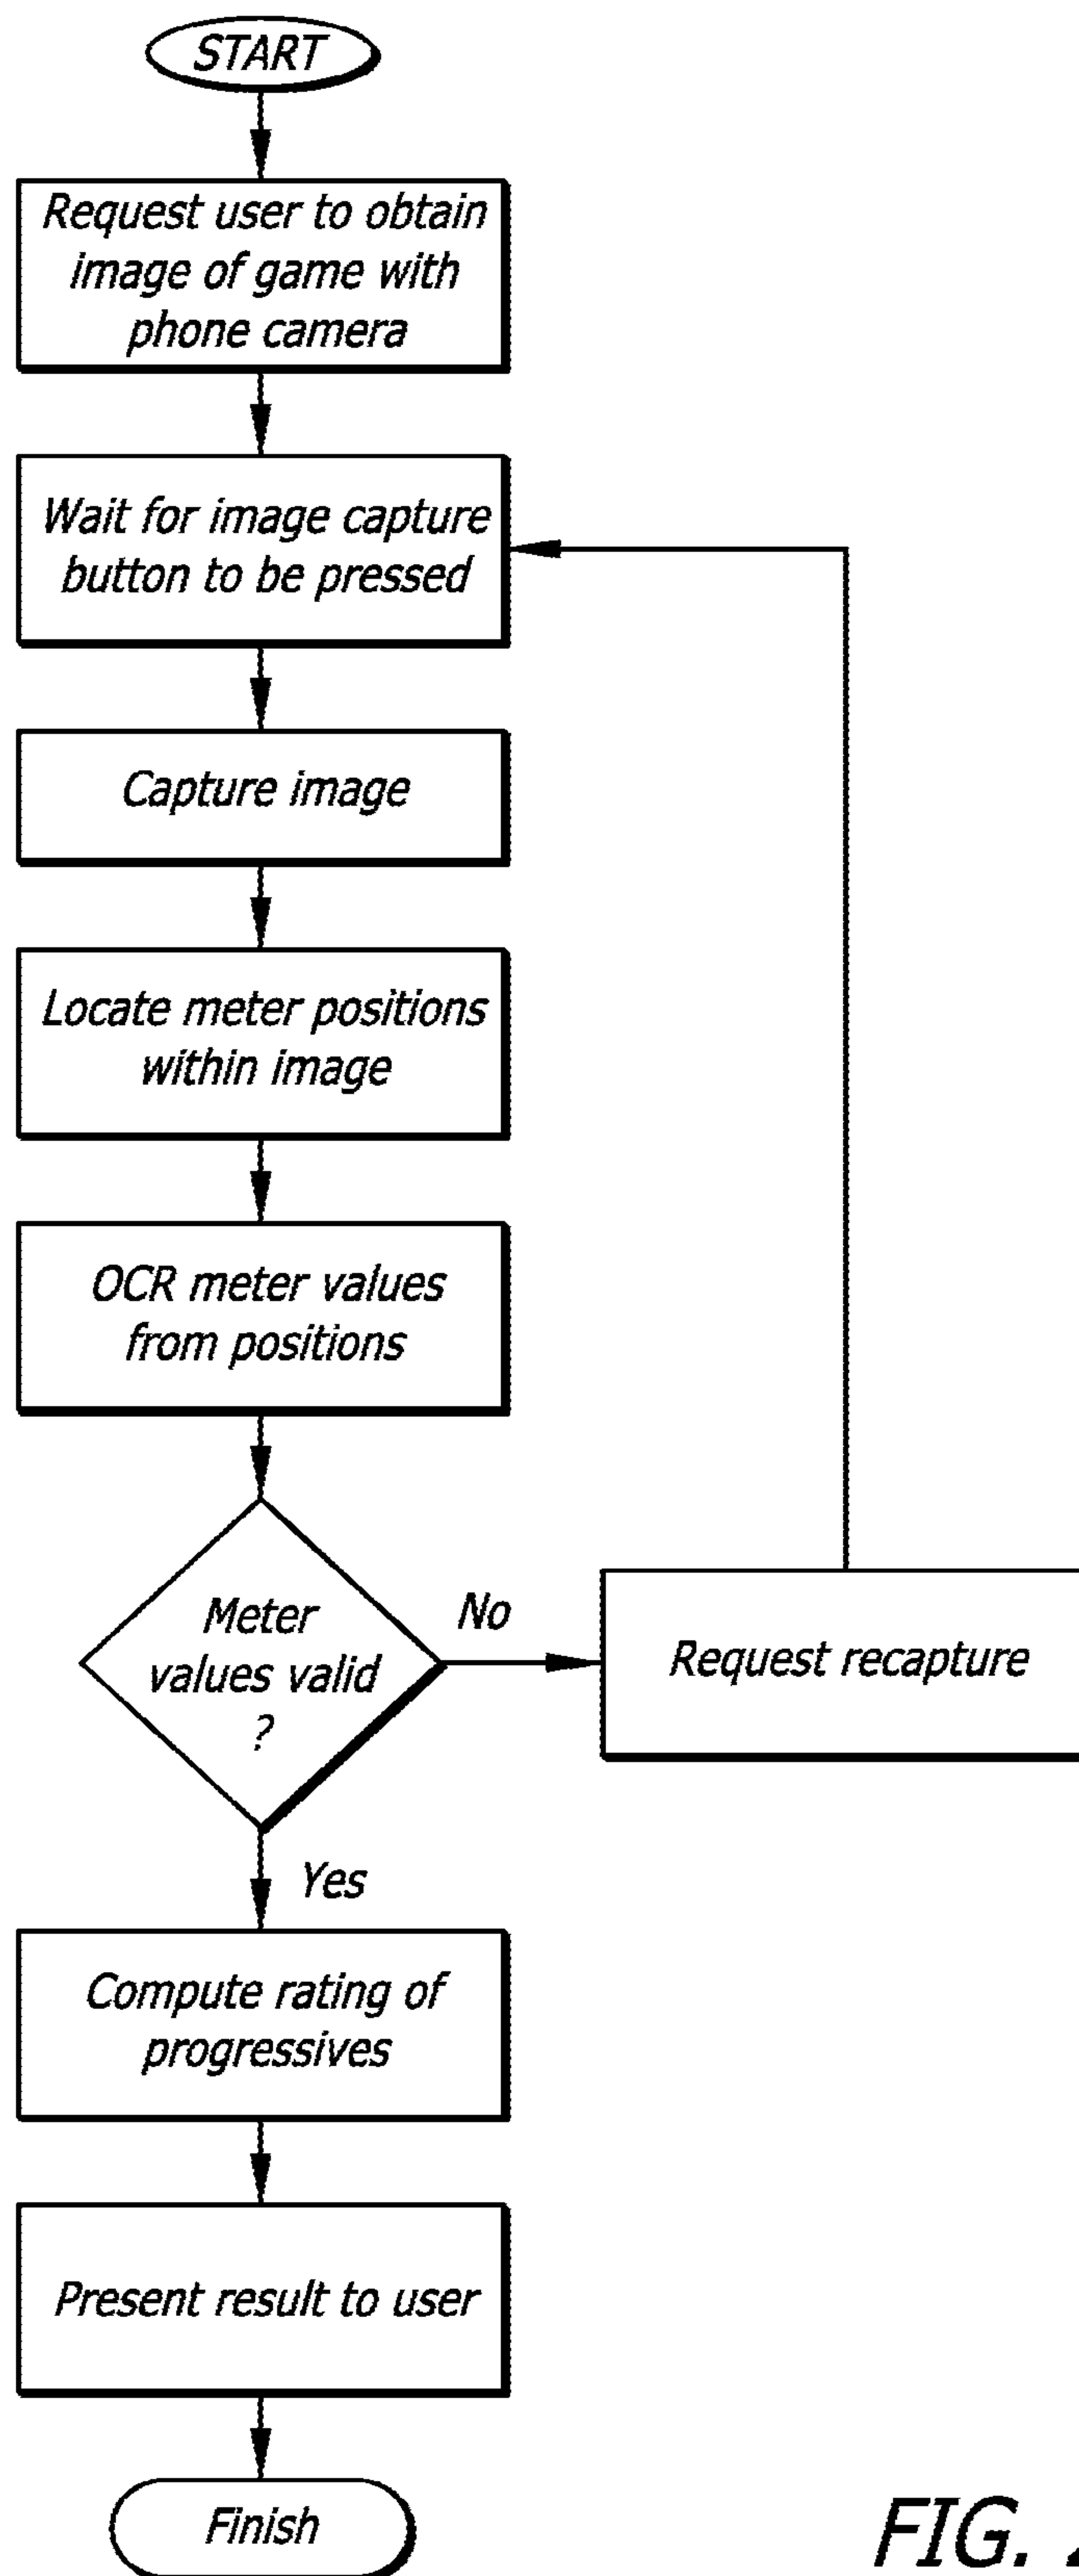 START
Request user to obtain
image of game with
phone camera
Wait for image capture
button to be pressed
Capture image
Locate meter positions
within image
OCR meter values
from positions
Meter
values valid
?
No
Request recapture
Yes
Compute rating of
progressives
Present result to user
Finish
FIG.